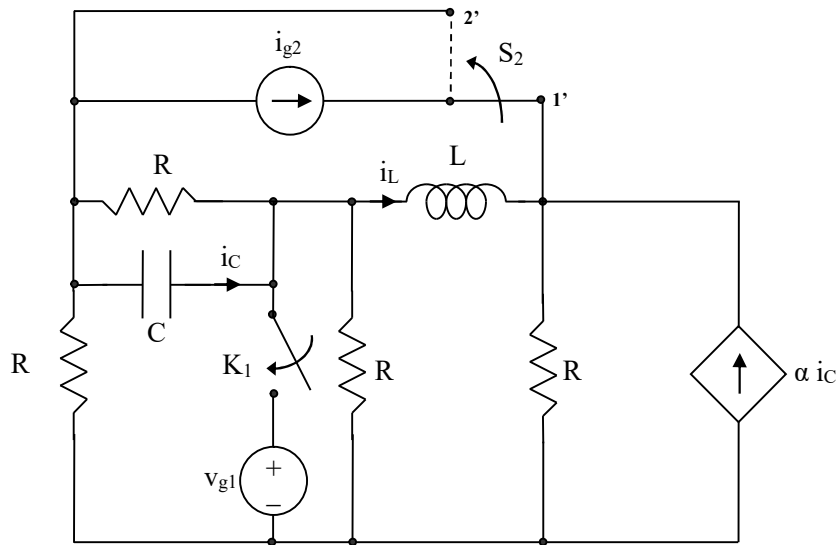 2'
i_g2
S_2
1'
R
i_L
L
i_C
C
R
K_1
R
R
α i_C
v_g1
+
−